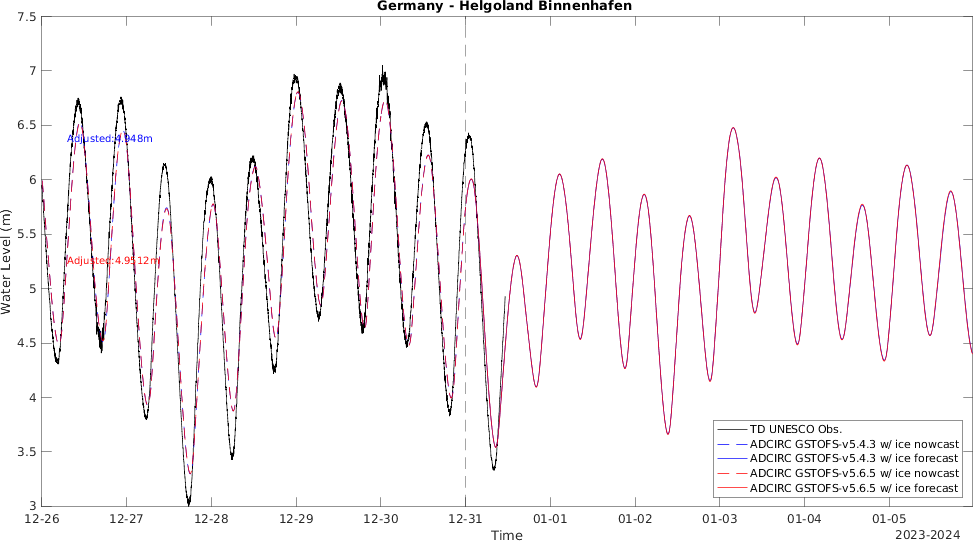 Germany - Helgoland Binnenhafen
7.5
7
6.5
6
5.5
5
4.5
4
3.5
3
Water Level (m)
Adjusted:4.948m
Adjusted:4.9512m
TD UNESCO Obs.
ADCIRC GSTOFS-v5.4.3 w/ ice nowcast
ADCIRC GSTOFS-v5.4.3 w/ ice forecast
ADCIRC GSTOFS-v5.6.5 w/ ice nowcast
ADCIRC GSTOFS-v5.6.5 w/ ice forecast
12-26 12-27 12-28 12-29 12-30 12-31 01-01 01-02 01-03 01-04 01-05
Time
2023-2024